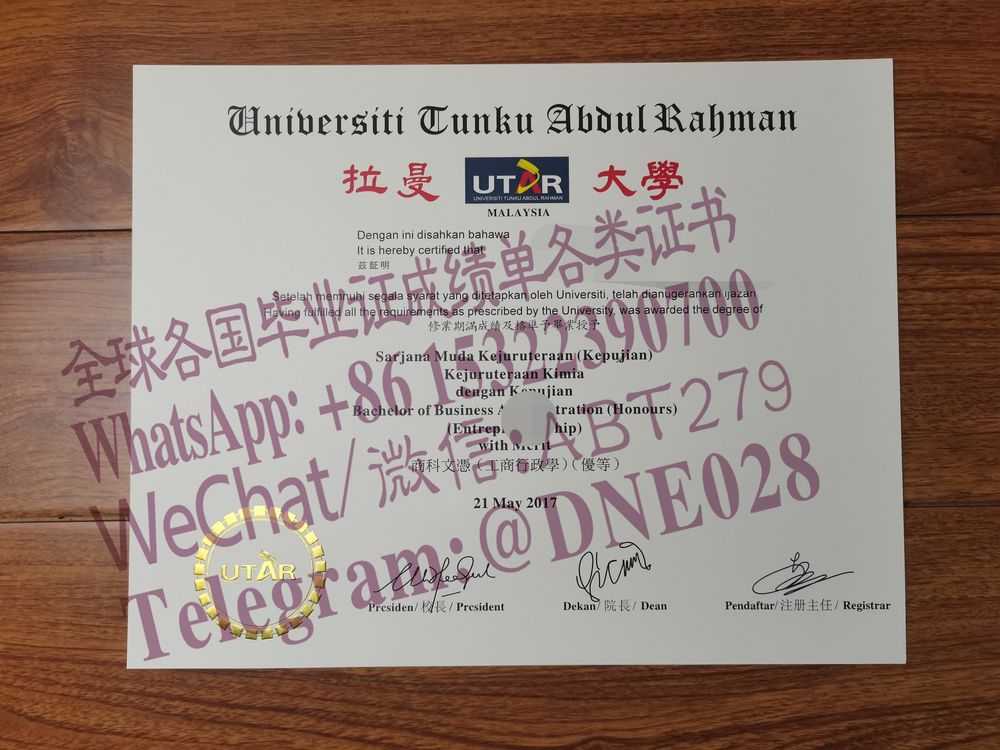 Universiti Tunku Abdul Rahman
拉曼 UTAR 大學
UNIVERSITI TUNKU ABDUL RAHMAN
MALAYSIA
Dengan ini disahkan bahawa
It is hereby certified that
茲証明
Setelah memnuhi segala syarat yang ditetapkan oleh Universiti, telah dianugerankan ijazan
Having fulfilled all the requirements as prescribed by the University, was awarded the degree of
修業期滿成績及格準予畢業授予
Sarjana Muda Kejuruteraan (Kepujian)
Kejuruteraan Kimia
dengan Kepujian
Bachelor of Business (Honours)
with Merit
商科文憑（工商行政學）（優等）
21 May 2017
UTAR
Presiden/ 校長 / President
Dekan/ 院長 / Dean
Pendaftar/ 注册主任 / Registrar
全球各国毕业证成绩单各类证书
WhatsApp: +86 15322390700
WeChat/微信:ABT279
Telegram:@DNE028